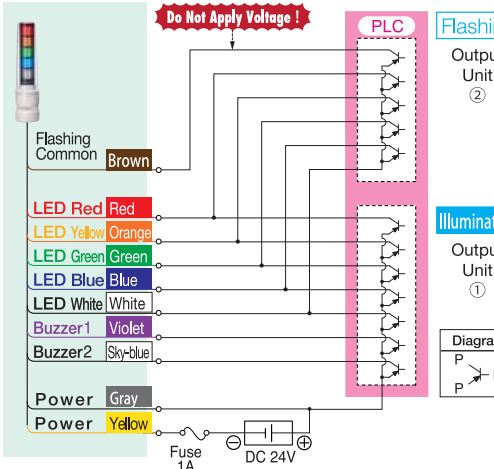 Do Not Apply Voltage !
PLC
Flashi
Outpu
Unit
②
Flashing
Common
Brown
LED Red Red
LED Yellow Orange
LED Green Green
LED Blue Blue
LED White White
Buzzer1 Violet
Buzzer2 Sky-blue
Illuminat
Outpu
Unit
①
Diagra
P
P
Power Gray
Power Yellow
Fuse
1A
⊖ DC 24V ⊕